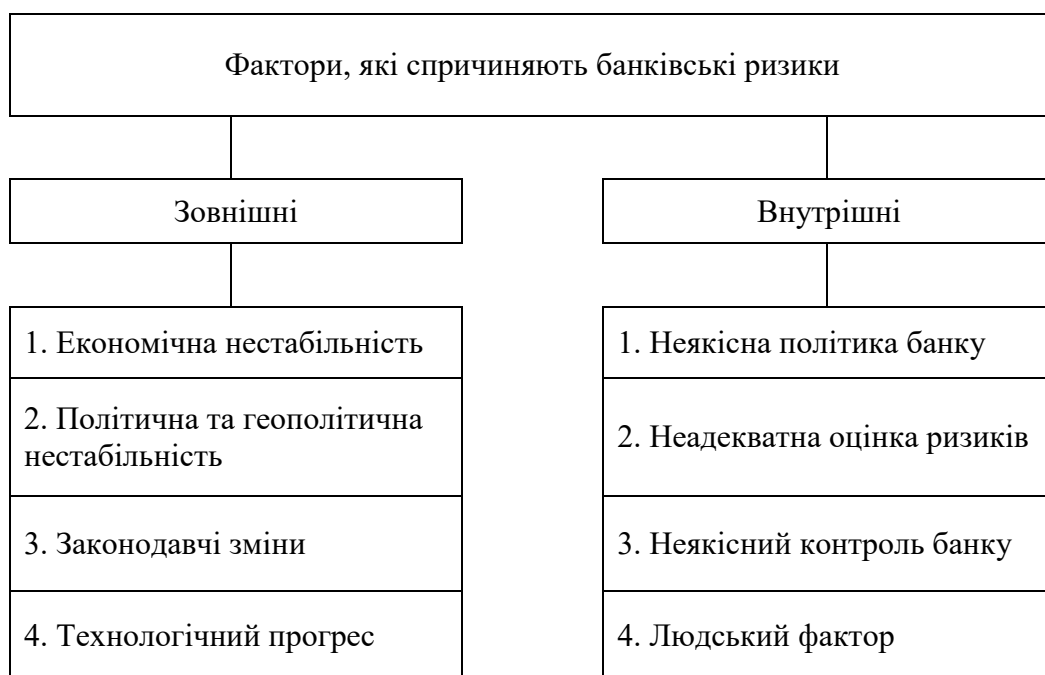 Фактори, які спричиняють банківські ризики
Зовнішні
1. Економічна нестабільність
2. Політична та геополітична
нестабільність
3. Законодавчі зміни
4. Технологічний прогрес
Внутрішні
1. Неякісна політика банку
2. Неадекватна оцінка ризиків
3. Неякісний контроль банку
4. Людський фактор